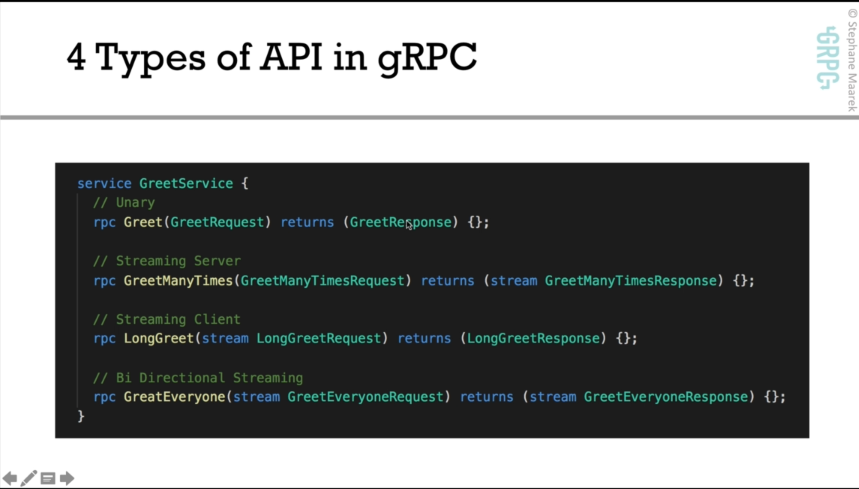 4 Types of API in gRPC
gRPC
© Stephane Maarek
service GreetService {
// Unary
rpc Greet(GreetRequest) returns (GreetResponse) {};
// Streaming Server
rpc GreetManyTimes(GreetManyTimesRequest) returns (stream GreetManyTimesResponse) {};
// Streaming Client
rpc LongGreet(stream LongGreetRequest) returns (LongGreetResponse) {};
// Bi Directional Streaming
rpc GreatEveryone(stream GreetEveryoneRequest) returns (stream GreetEveryoneResponse) {};
}